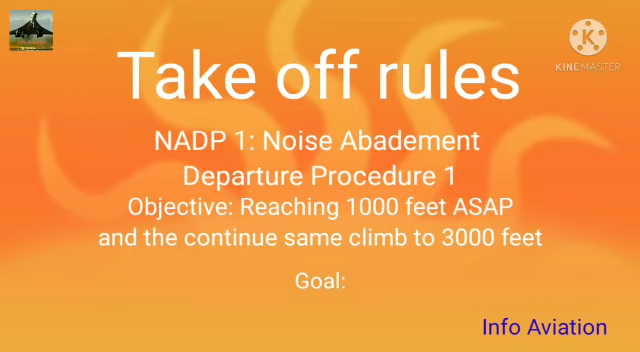 KINEMASTER
Take off rules
NADP 1: Noise Abadement
Departure Procedure 1
Objective: Reaching 1000 feet ASAP
and the continue same climb to 3000 feet
Goal:
Info Aviation